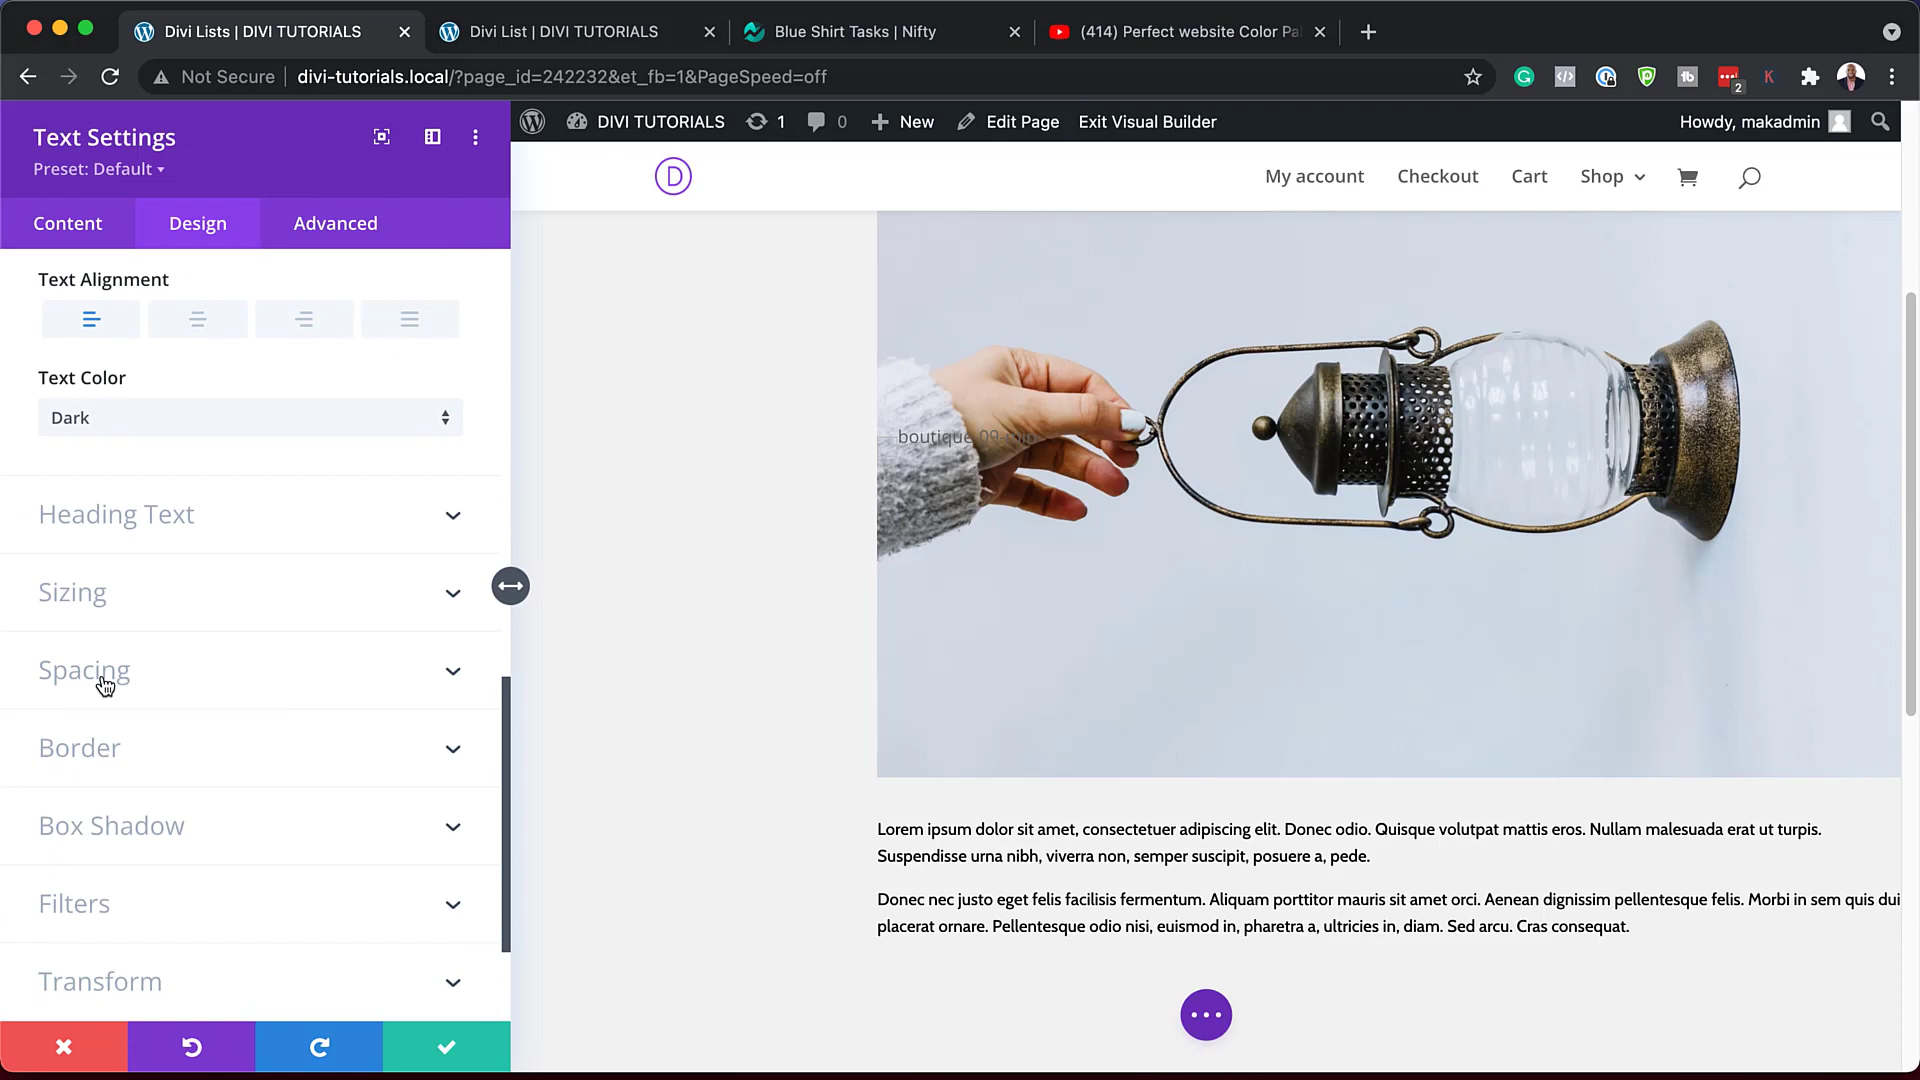 Divi Lists | DIVI TUTORIALS
Divi List | DIVI TUTORIALS
Blue Shirt Tasks | Nifty
(414) Perfect website Color Pal
Not Secure
divi-tutorials.local/?page_id=242232&et_fb=1&PageSpeed=off
2
K
Text Settings
Preset: Default
Content
Design
Advanced
Text Alignment
Text Color
Dark
Heading Text
Sizing
Spacing
Border
Box Shadow
Filters
Transform
DIVI TUTORIALS
1
0
New
Edit Page
Exit Visual Builder
Howdy, makadmin
D
My account
Checkout
Cart
Shop
Lorem ipsum dolor sit amet, consectetuer adipiscing elit. Donec odio. Quisque volutpat mattis eros. Nullam malesuada erat ut turpis.
Suspendisse urna nibh, viverra non, semper suscipit, posuere a, pede.
Donec nec justo eget felis facilisis fermentum. Aliquam porttitor mauris sit amet orci. Aenean dignissim pellentesque felis. Morbi in sem quis dui
placerat ornare. Pellentesque odio nisi, euismod in, pharetra a, ultricies in, diam. Sed arcu. Cras consequat.